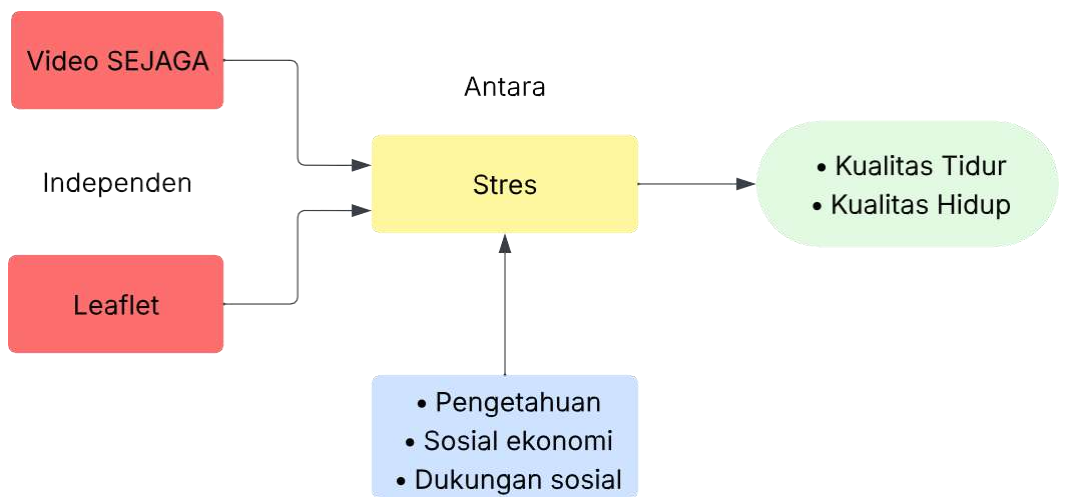 Video SEJAGA
Antara
Independen
Stres
• Kualitas Tidur
• Kualitas Hidup
Leaflet
• Pengetahuan
• Sosial ekonomi
• Dukungan sosial